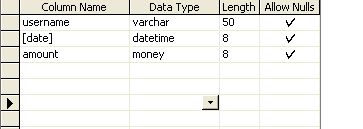 Column Name Data Type Length Allow Nulls
username varchar 50
[date] datetime 8
amount money 8